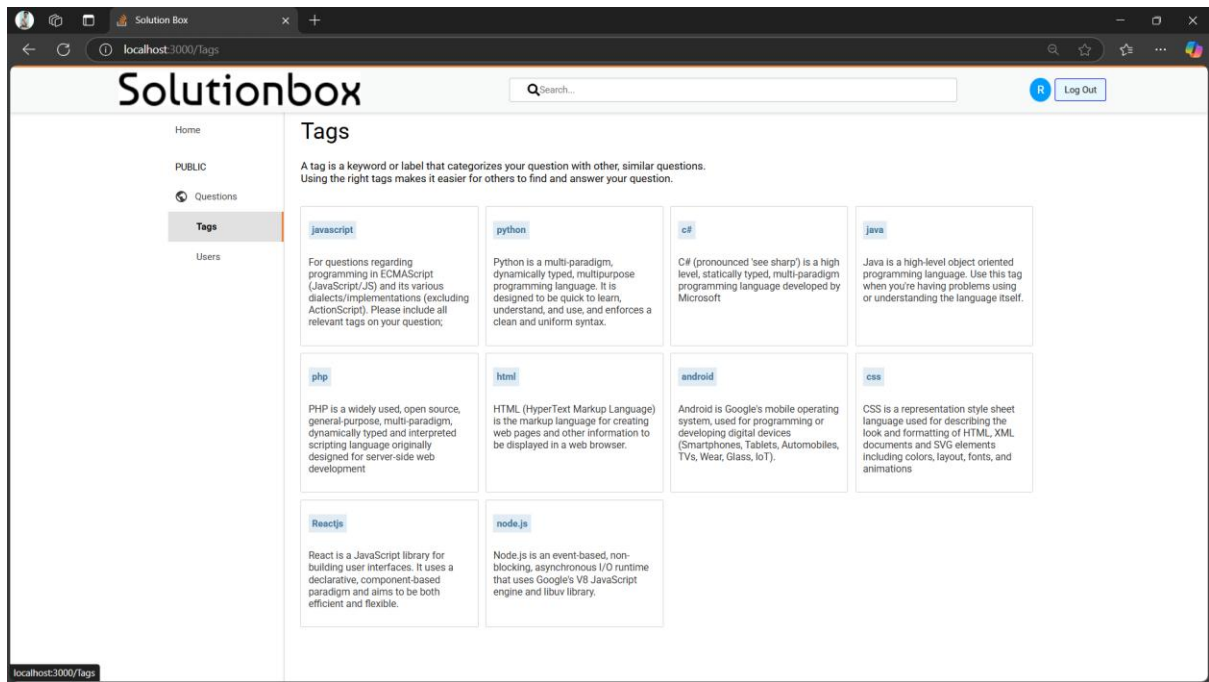 Solution Box
localhost:3000/Tags
Solutionbox
Search...
R
Log Out
Home
PUBLIC
Questions
Tags
Users
Tags
A tag is a keyword or label that categorizes your question with other, similar questions.
Using the right tags makes it easier for others to find and answer your question.
javascript
For questions regarding
programming in ECMAScript
(JavaScript/JS) and its various
dialects/implementations (excluding
ActionScript). Please include all
relevant tags on your question;
python
Python is a multi-paradigm,
dynamically typed, multipurpose
programming language. It is
designed to be quick to learn,
understand, and use, and enforces a
clean and uniform syntax.
c#
C# (pronounced 'see sharp') is a high
level, statically typed, multi-paradigm
programming language developed by
Microsoft
java
Java is a high-level object oriented
programming language. Use this tag
when you're having problems using
or understanding the language itself.
php
PHP is a widely used, open source,
general-purpose, multi-paradigm,
dynamically typed and interpreted
scripting language originally
designed for server-side web
development
html
HTML (HyperText Markup Language)
is the markup language for creating
web pages and other information to
be displayed in a web browser.
android
Android is Google's mobile operating
system, used for programming or
developing digital devices
(Smartphones, Tablets, Automobiles,
TVs, Wear, Glass, IoT).
css
CSS is a representation style sheet
language used for describing the
look and formatting of HTML, XML
documents and SVG elements
including colors, layout, fonts, and
animations
Reactjs
React is a JavaScript library for
building user interfaces. It uses a
declarative, component-based
paradigm and aims to be both
efficient and flexible.
node.js
Node.js is an event-based, non-
blocking, asynchronous I/O runtime
that uses Google's V8 JavaScript
engine and libuv library.
localhost:3000/Tags